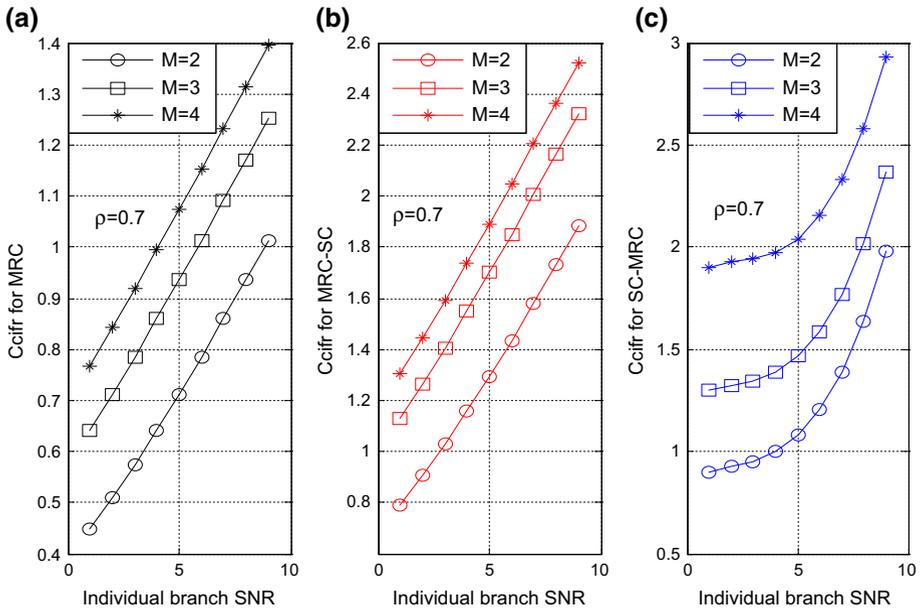 (a)
M=2
M=3
M=4
ρ=0.7
1.4
1.3
1.2
1.1
1
0.9
0.8
0.7
0.6
0.5
0.4
0
5
10
Ccifr for MRC
Individual branch SNR
(b)
M=2
M=3
M=4
ρ=0.7
2.6
2.4
2.2
2
1.8
1.6
1.4
1.2
1
0.8
0
5
10
Ccifr for MRC-SC
Individual branch SNR
(c)
M=2
M=3
M=4
ρ=0.7
3
2.5
2
1.5
1
0.5
0
5
10
Ccifr for SC-MRC
Individual branch SNR